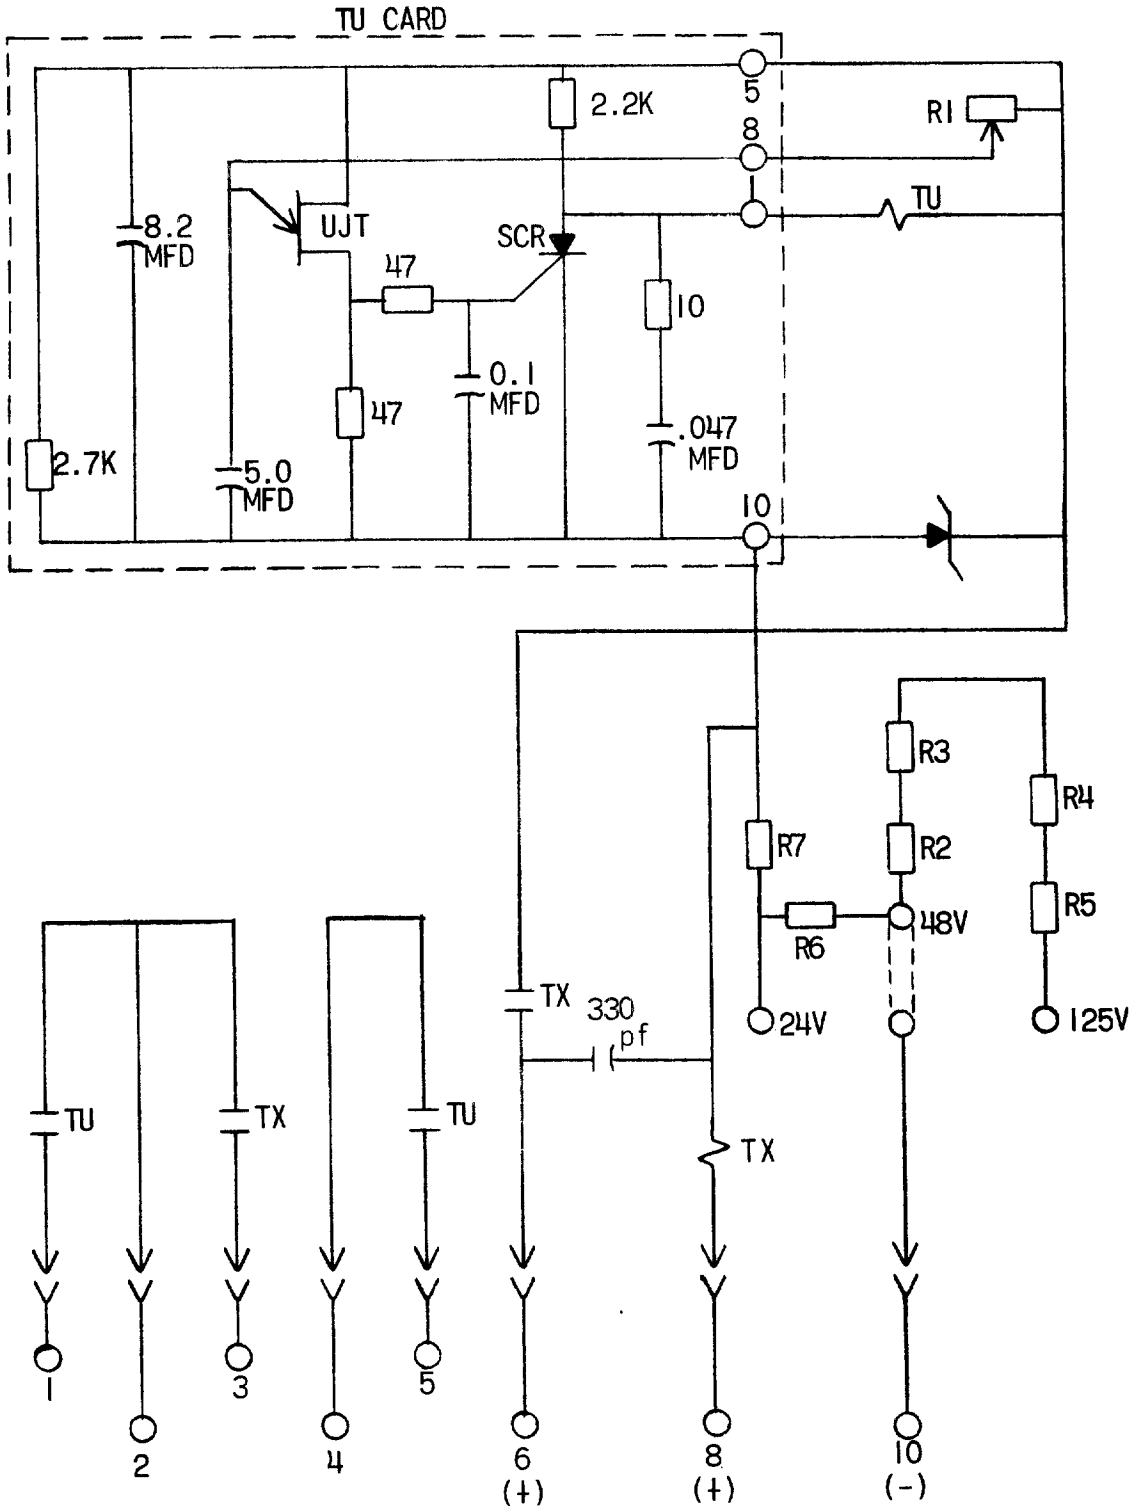 TU CARD
5
2.2K
R1
8
1
TU
8.2
MFD
UJT
SCR
47
10
0.1
MFD
47
.047
MFD
2.7K
5.0
MFD
10
R3
R4
R7
R2
R5
48V
R6
TX
330
pf
24V
125V
TU
TX
TU
TX
1
3
5
2
4
6
(+)
8
(+)
10
(-)